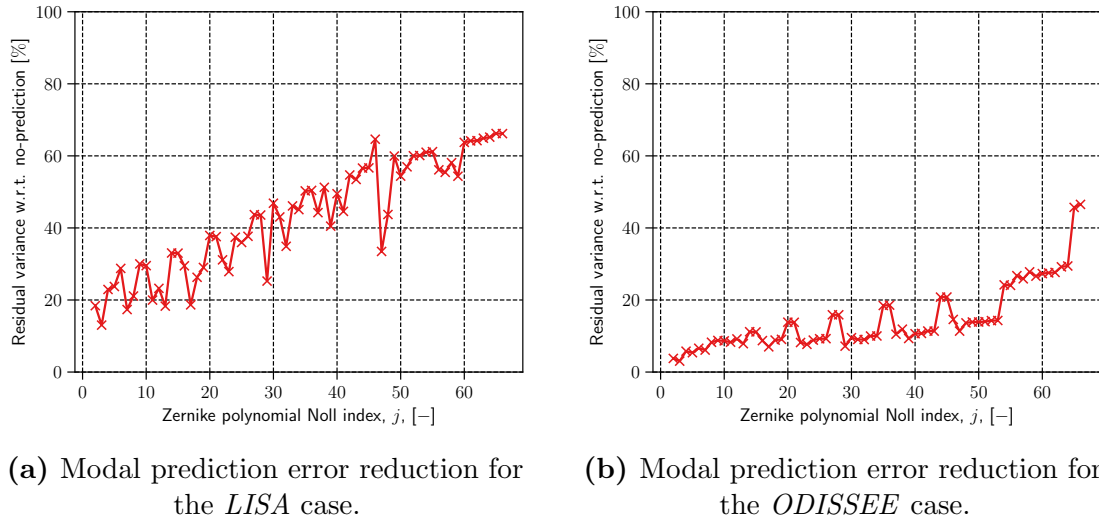 100
80
60
40
20
0
Residual variance w.r.t. no-prediction [%]
0 10 20 30 40 50 60
Zernike polynomial Noll index, j, [−]
(a) Modal prediction error reduction for
the LISA case.
100
80
60
40
20
0
Residual variance w.r.t. no-prediction [%]
0 10 20 30 40 50 60
Zernike polynomial Noll index, j, [−]
(b) Modal prediction error reduction for
the ODISSEE case.